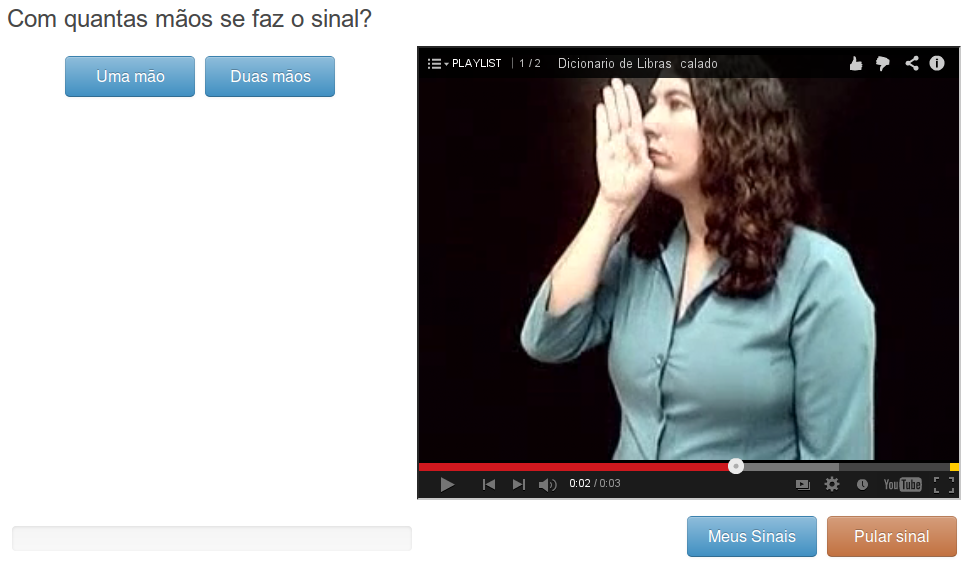 Com quantas mãos se faz o sinal?
Uma mão
Duas mãos
PLAYLIST 1 / 2 Dicionario de Libras calado
0:02 / 0:03
YouTube
Meus Sinais
Pular sinal